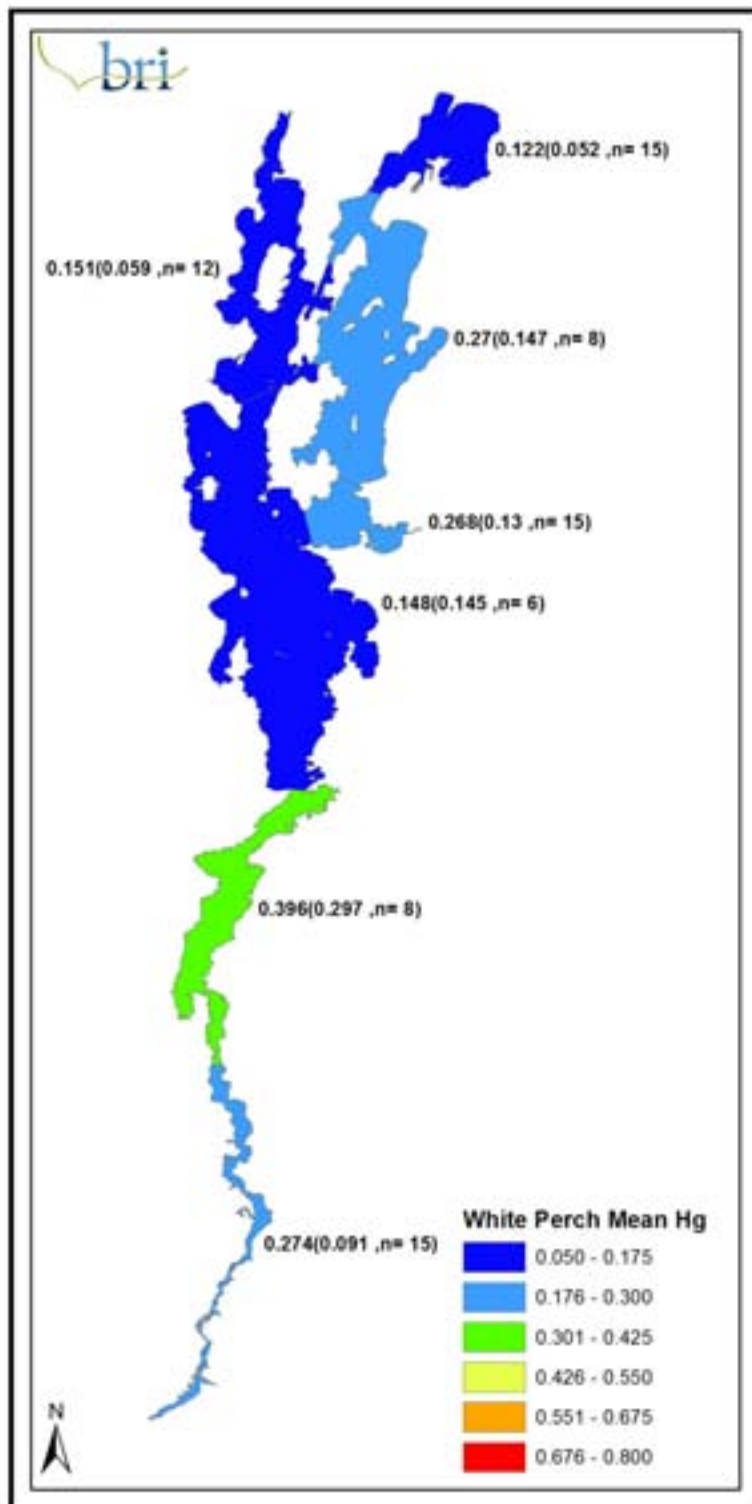 bri
0.122(0.052 ,n= 15)
0.151(0.059 ,n= 12)
0.27(0.147 ,n= 8)
0.268(0.13 ,n= 15)
0.148(0.145 ,n= 6)
0.396(0.297 ,n= 8)
0.274(0.091 ,n= 15)
White Perch Mean Hg
0.050 - 0.175
0.176 - 0.300
0.301 - 0.425
0.426 - 0.550
0.551 - 0.675
0.676 - 0.800
N